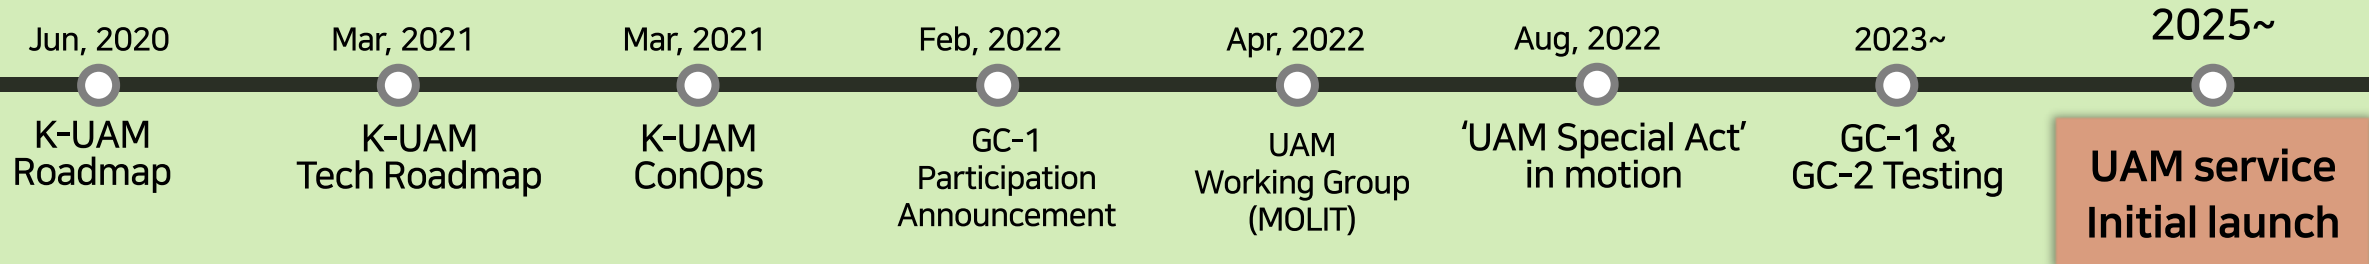 Jun, 2020
K-UAM
Roadmap
Mar, 2021
K-UAM
Tech Roadmap
Mar, 2021
K-UAM
ConOps
Feb, 2022
GC-1
Participation
Announcement
Apr, 2022
UAM
Working Group
(MOLIT)
Aug, 2022
‘UAM Special Act’
in motion
2023~
GC-1 &
GC-2 Testing
2025~
UAM service
Initial launch